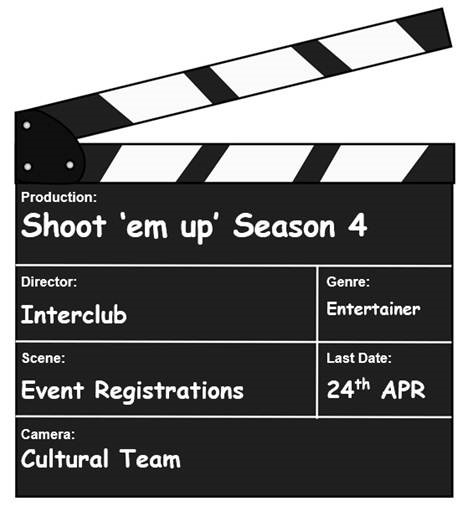 Production:
Shoot ‘em up’ Season 4
Director:
Interclub
Genre:
Entertainer
Scene:
Event Registrations
Last Date:
24th APR
Camera:
Cultural Team